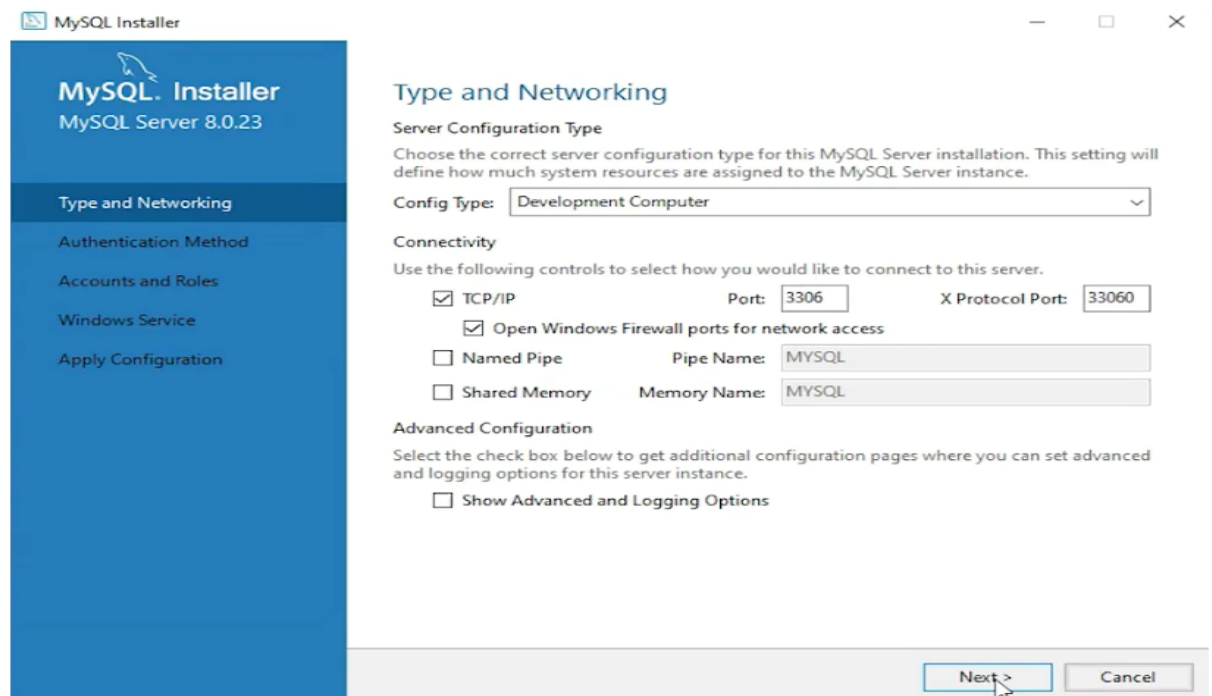 MySQL Installer
MySQL. Installer
MySQL Server 8.0.23
Type and Networking
Authentication Method
Accounts and Roles
Windows Service
Apply Configuration
Type and Networking
Server Configuration Type
Choose the correct server configuration type for this MySQL Server installation. This setting will
define how much system resources are assigned to the MySQL Server instance.
Config Type: Development Computer
Connectivity
Use the following controls to select how you would like to connect to this server.
TCP/IP Port: 3306 X Protocol Port: 33060
Open Windows Firewall ports for network access
Named Pipe Pipe Name: MYSQL
Shared Memory Memory Name: MYSQL
Advanced Configuration
Select the check box below to get additional configuration pages where you can set advanced
and logging options for this server instance.
Show Advanced and Logging Options
Next > Cancel